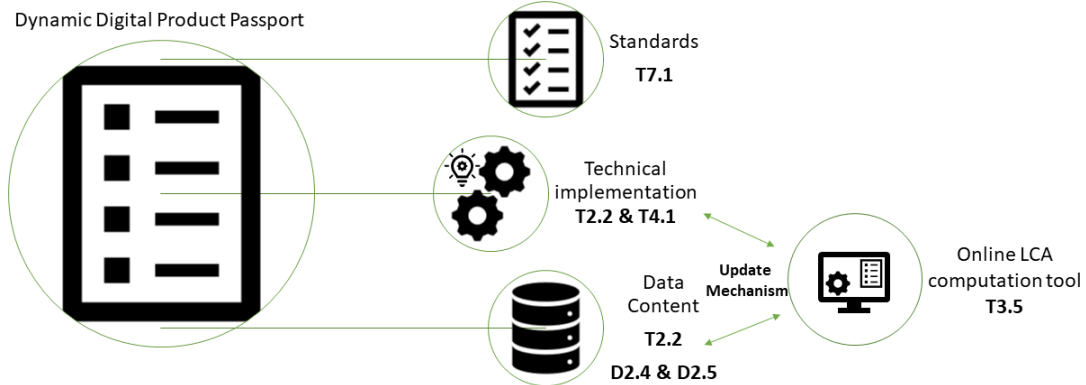 Dynamic Digital Product Passport
Standards
T7.1
Technical
implementation
T2.2 & T4.1
Data
Content
T2.2
D2.4 & D2.5
Update
Mechanism
Online LCA
computation tool
T3.5